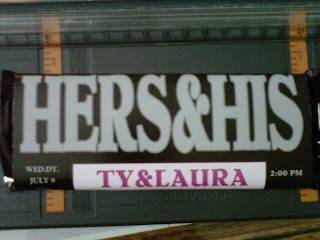 HERS&HIS
WED.DT, TY&LAURA 2:00 PM
JULY 9